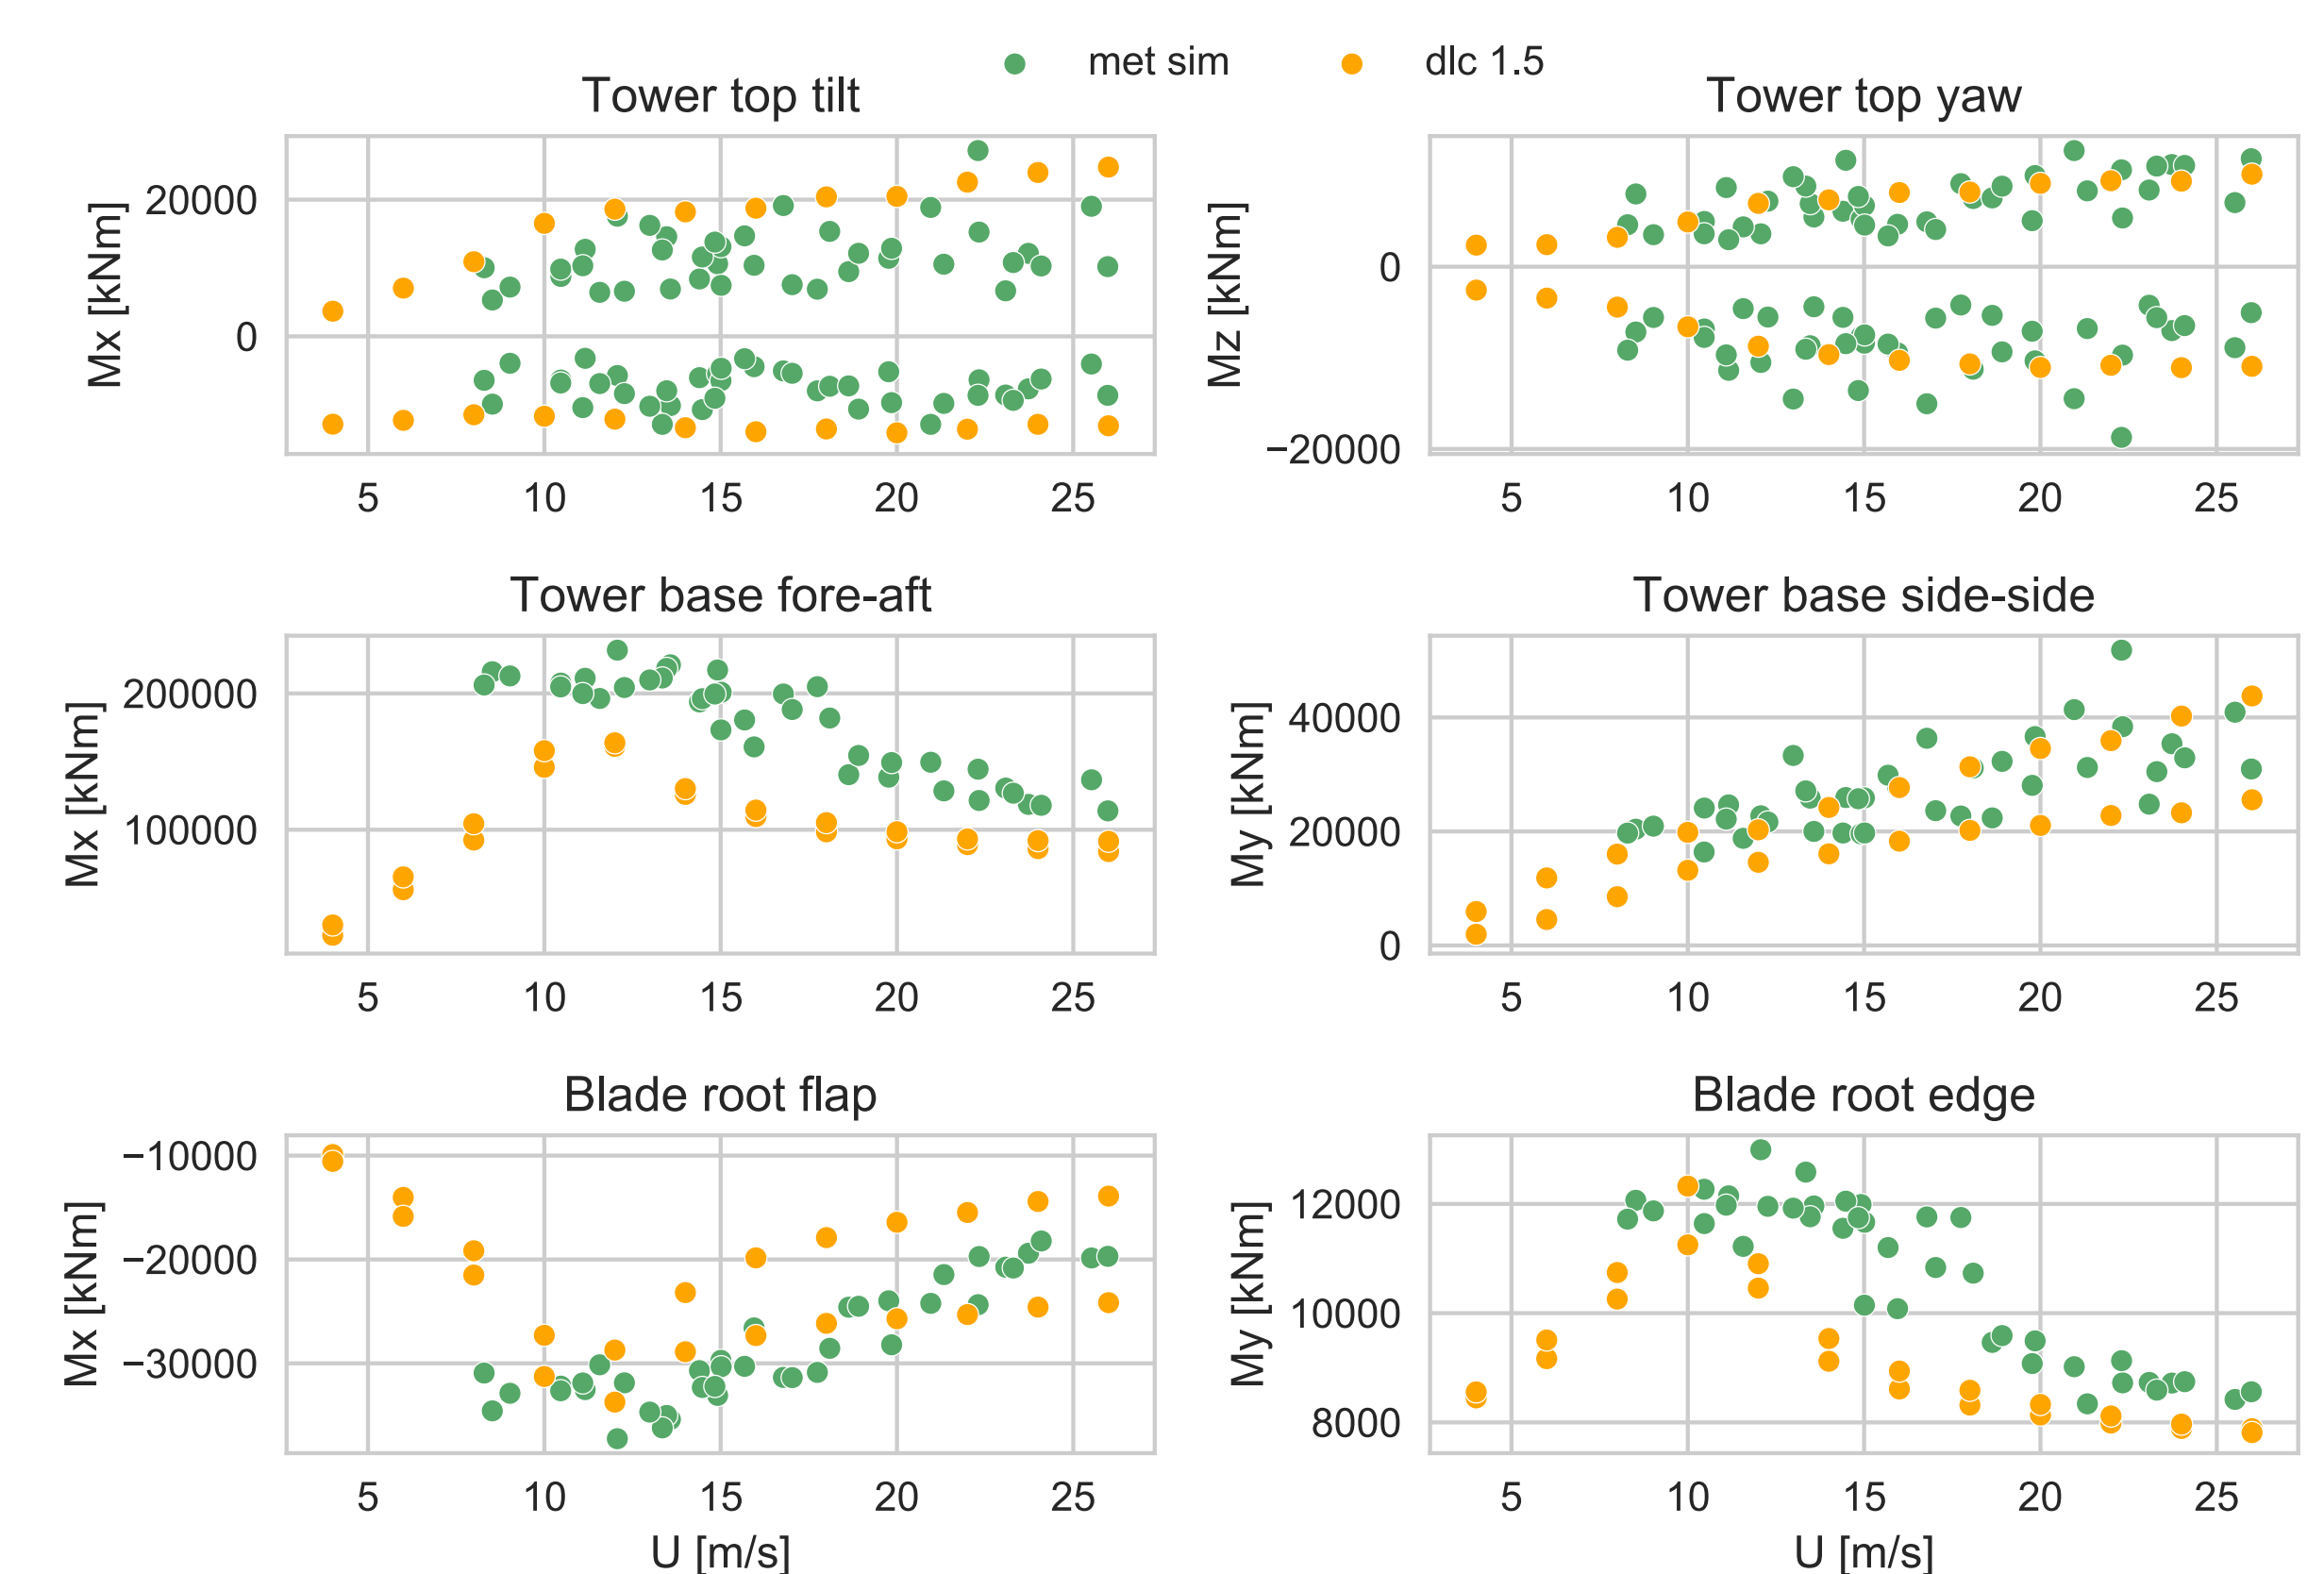 met sim
dlc 1.5
Tower top tilt
Mx [kNm]
20000
0
5 10 15 20 25
Tower top yaw
Mz [kNm]
0
−20000
5 10 15 20 25
Tower base fore-aft
Mx [kNm]
200000
100000
5 10 15 20 25
Tower base side-side
My [kNm]
40000
20000
0
5 10 15 20 25
Blade root flap
Mx [kNm]
−10000
−20000
−30000
5 10 15 20 25
U [m/s]
Blade root edge
My [kNm]
12000
10000
8000
5 10 15 20 25
U [m/s]